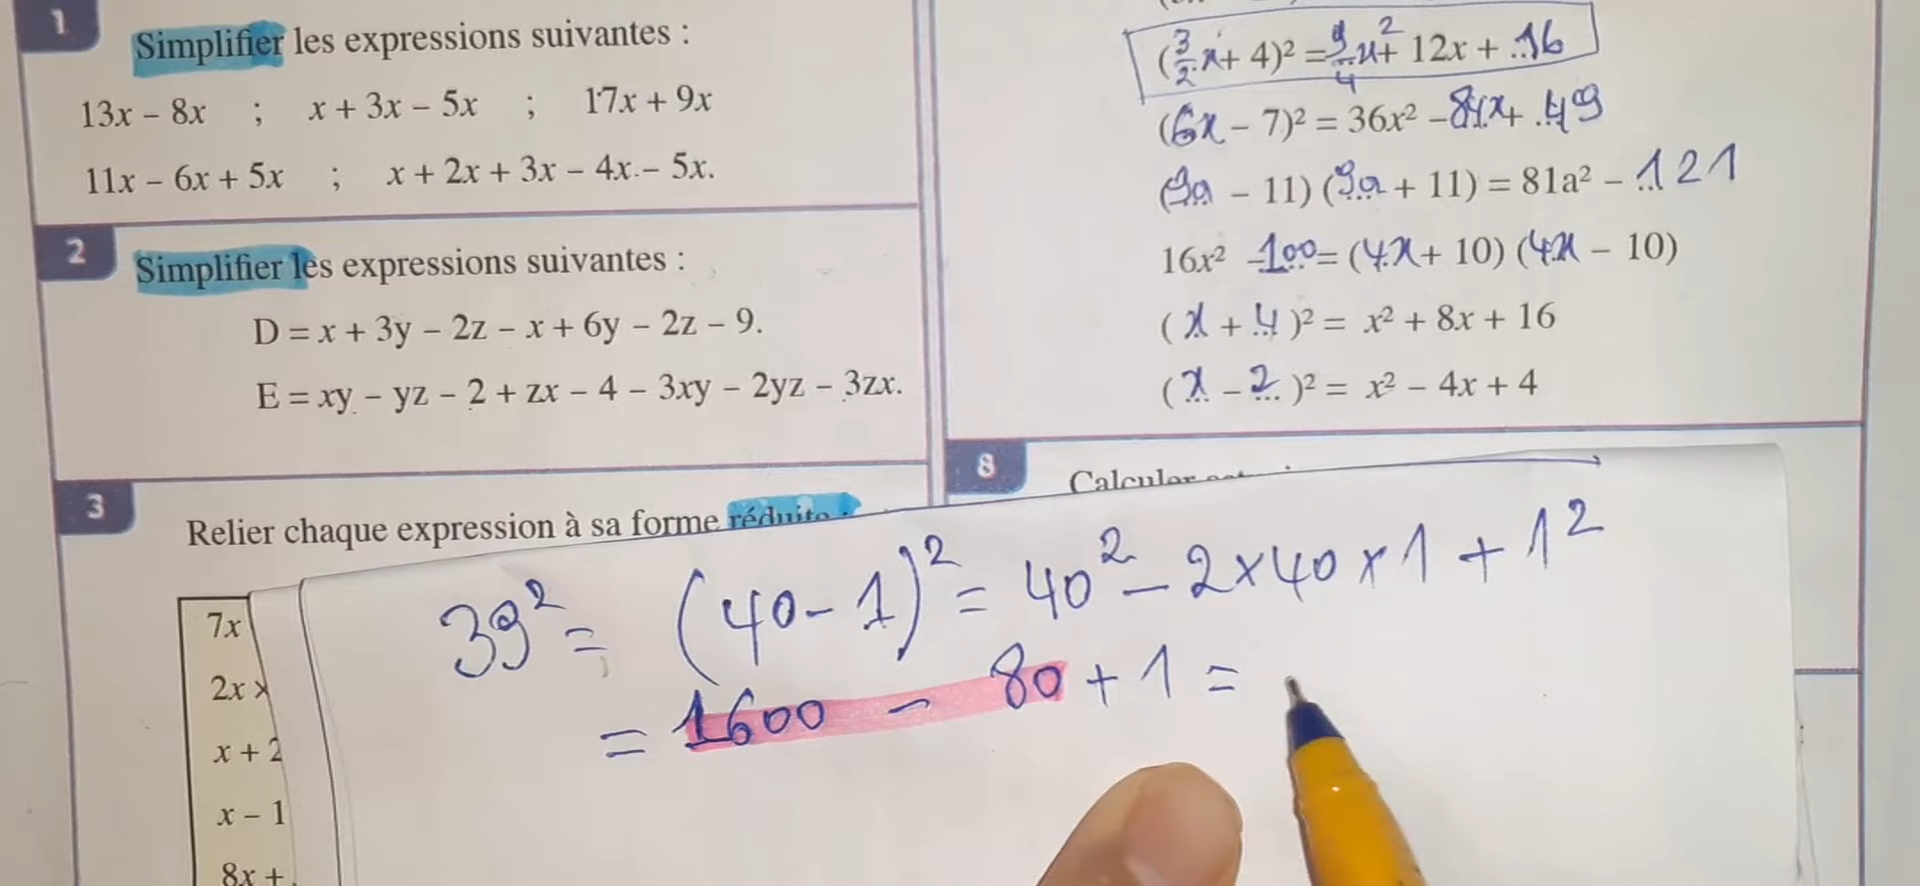 1
Simplifier les expressions suivantes :
13x – 8x ; x + 3x – 5x ; 17x + 9x
11x – 6x + 5x ; x + 2x + 3x – 4x – 5x.
2
Simplifier les expressions suivantes :
D = x + 3y – 2z – x + 6y – 2z – 9.
E = xy – yz – 2 + zx – 4 – 3xy – 2yz – 3zx.
3
Relier chaque expression à sa forme réduite :
7x
2x ×
x + 2
x – 1
8x +
(3/2 x + 4)² = 9/4 x² + 12x + 16
(6x – 7)² = 36x² – 84x + 49
(9a – 11) (9a + 11) = 81a² – 121
16x² – 100 = (4x + 10) (4x – 10)
( x + 4 )² = x² + 8x + 16
( x – 2 )² = x² – 4x + 4
8
Calculer
39² = (40 - 1)² = 40² - 2×40×1 + 1²
= 1600 - 80 + 1 =